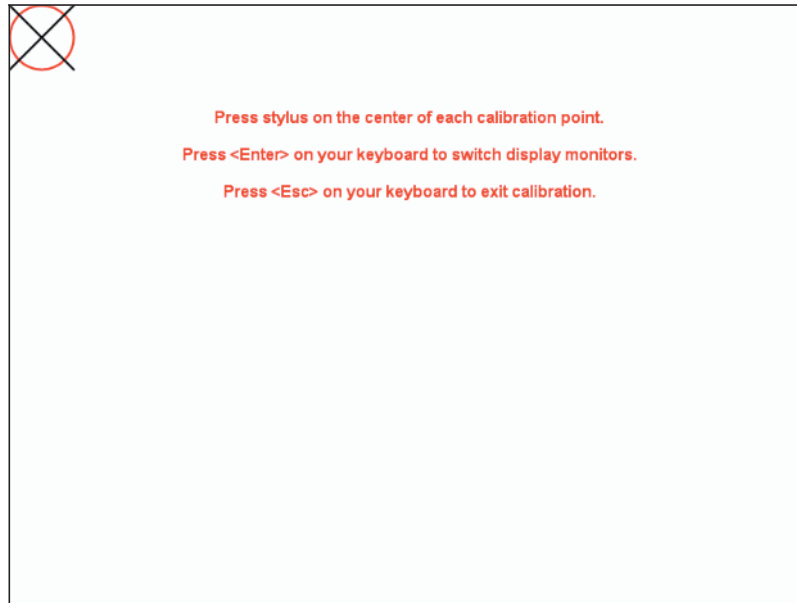 Press stylus on the center of each calibration point.
Press <Enter> on your keyboard to switch display monitors.
Press <Esc> on your keyboard to exit calibration.